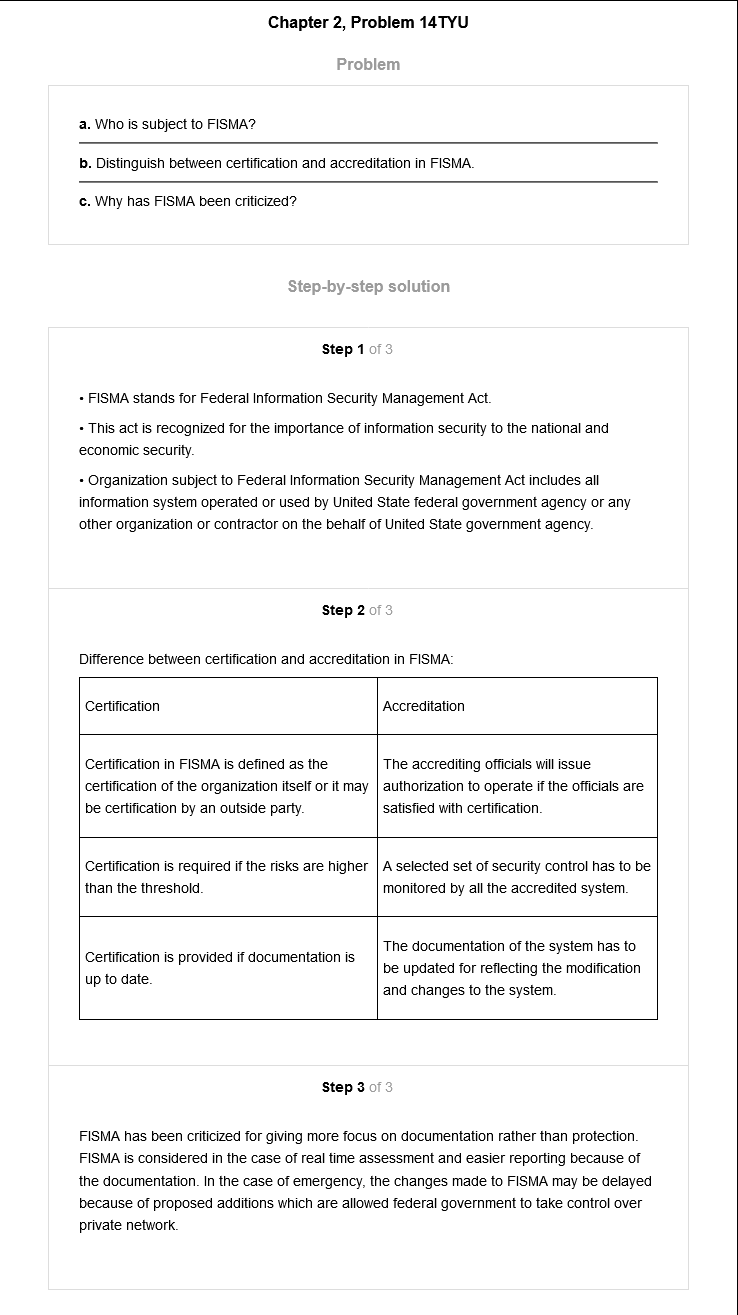 Chapter 2, Problem 14TYU
Problem
a. Who is subject to FISMA?
b. Distinguish between certification and accreditation in FISMA.
c. Why has FISMA been criticized?
Step-by-step solution
Step 1 of 3
• FISMA stands for Federal Information Security Management Act.
• This act is recognized for the importance of information security to the national and
economic security.
• Organization subject to Federal Information Security Management Act includes all
information system operated or used by United State federal government agency or any
other organization or contractor on the behalf of United State government agency.
Step 2 of 3
Difference between certification and accreditation in FISMA:
Certification
Accreditation
Certification in FISMA is defined as the
certification of the organization itself or it may
be certification by an outside party.
The accrediting officials will issue
authorization to operate if the officials are
satisfied with certification.
Certification is required if the risks are higher
than the threshold.
A selected set of security control has to be
monitored by all the accredited system.
Certification is provided if documentation is
up to date.
The documentation of the system has to
be updated for reflecting the modification
and changes to the system.
Step 3 of 3
FISMA has been criticized for giving more focus on documentation rather than protection.
FISMA is considered in the case of real time assessment and easier reporting because of
the documentation. In the case of emergency, the changes made to FISMA may be delayed
because of proposed additions which are allowed federal government to take control over
private network.